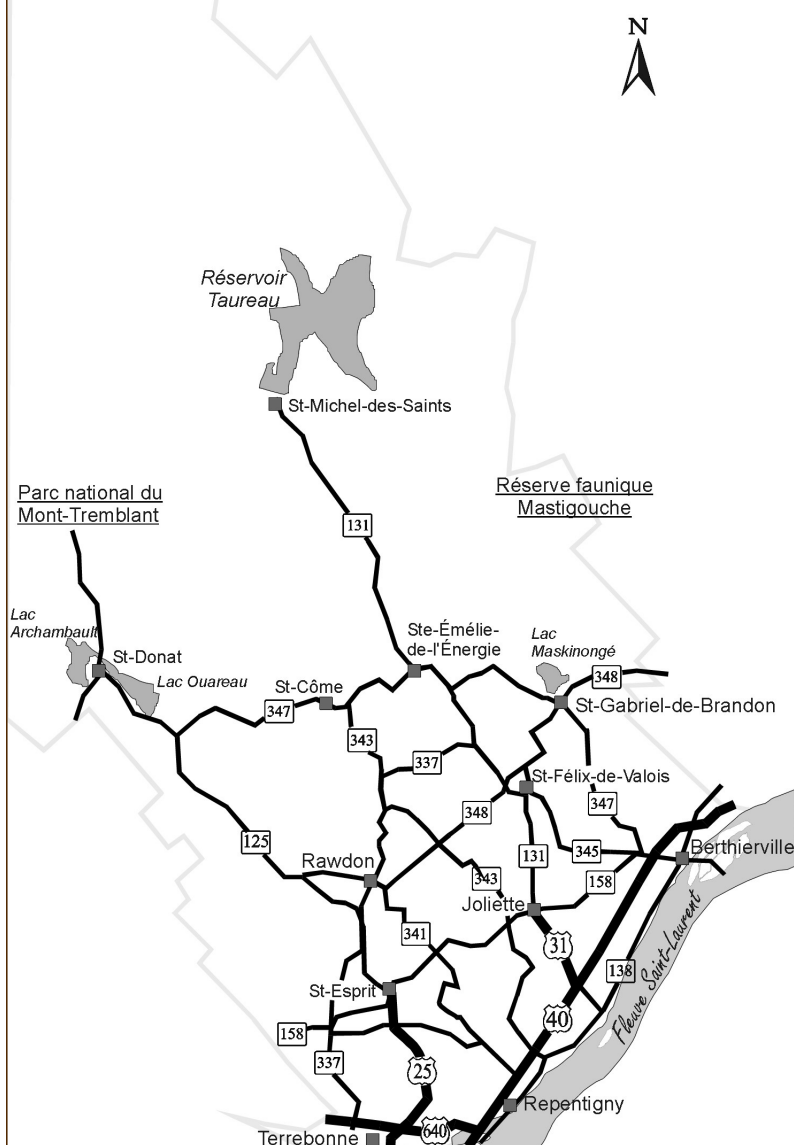 N
Réservoir
Taureau
St-Michel-des-Saints
Parc national du
Mont-Tremblant
Réserve faunique
Mastigouche
131
Lac
Archambault
St-Donat
Lac Ouareau
Ste-Émélie-
de-l'Énergie
Lac
Maskinongé
348
St-Côme
347
St-Gabriel-de-Brandon
343
337
St-Félix-de-Valois
348
347
125
Rawdon
131
345
Berthierville
343
158
Joliette
341
31
138
Fleuve Saint-Laurent
St-Esprit
158
40
337
25
Repentigny
640
Terrebonne